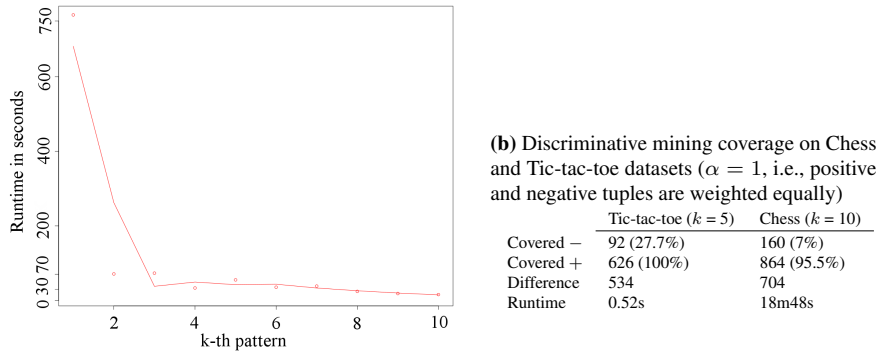 750
600
400
200
70
30
0
Runtime in seconds
2 4 6 8 10
k-th pattern
(b) Discriminative mining coverage on Chess
and Tic-tac-toe datasets (α = 1, i.e., positive
and negative tuples are weighted equally)
Tic-tac-toe (k = 5) Chess (k = 10)
Covered − 92 (27.7%) 160 (7%)
Covered + 626 (100%) 864 (95.5%)
Difference 534 704
Runtime 0.52s 18m48s